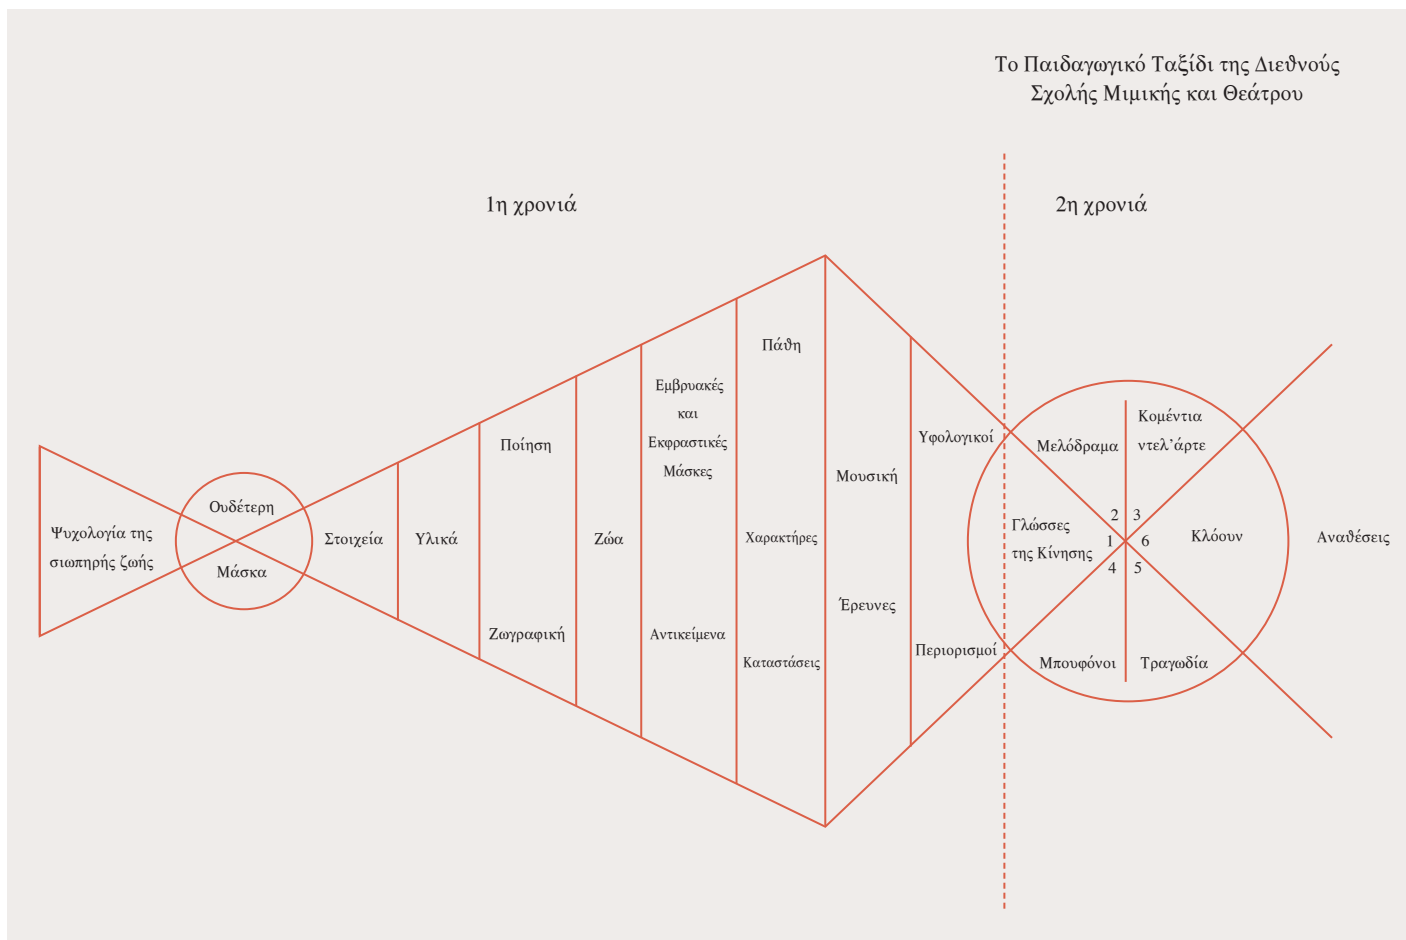 Το Παιδαγωγικό Ταξίδι της Διεθνούς
Σχολής Μιμικής και Θεάτρου
1η χρονιά
2η χρονιά
Ψυχολογία της
σιωπηρής ζωής
Ουδέτερη
Μάσκα
Στοιχεία
Υλικά
Ποίηση
Ζωγραφική
Ζώα
Εμβρυακές
και
Εκφραστικές
Μάσκες
Αντικείμενα
Πάθη
Χαρακτήρες
Καταστάσεις
Μουσική
Έρευνες
Υφολογικοί
Περιορισμοί
Γλώσσες
της Κίνησης
Μελόδραμα
Κομέντια
ντελ’άρτε
2 3
1 6
4 5
Μπουφόνοι
Τραγωδία
Κλόουν
Αναθέσεις